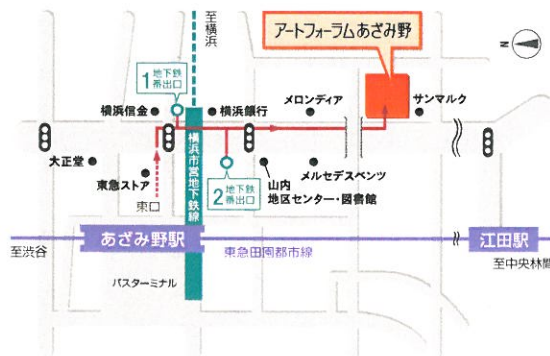 至横浜
アートフォーラムあざみ野
N
地下鉄
1番出口
横浜信金
横浜銀行
メロンディア
サンマルク
大正堂
東急ストア
東口
横浜市営地下鉄線
地下鉄
2番出口
山内
地区センター・図書館
メルセデスベンツ
至渋谷
あざみ野駅
東急田園都市線
江田駅
至中央林間
バスターミナル